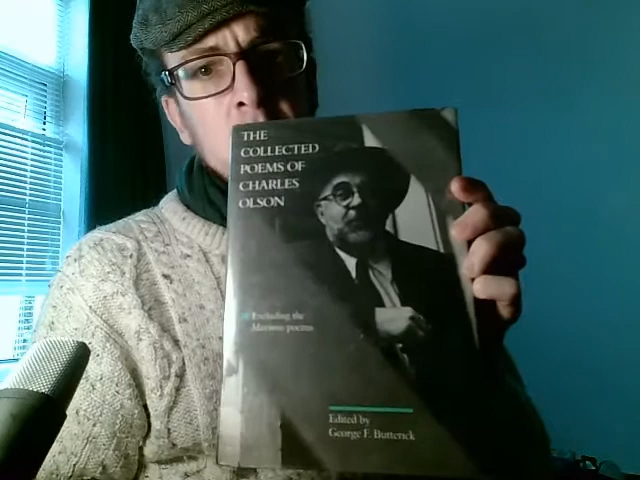 THE
COLLECTED
POEMS OF
CHARLES
OLSON
Excluding the
Maximus poems
Edited by
George F. Butterick